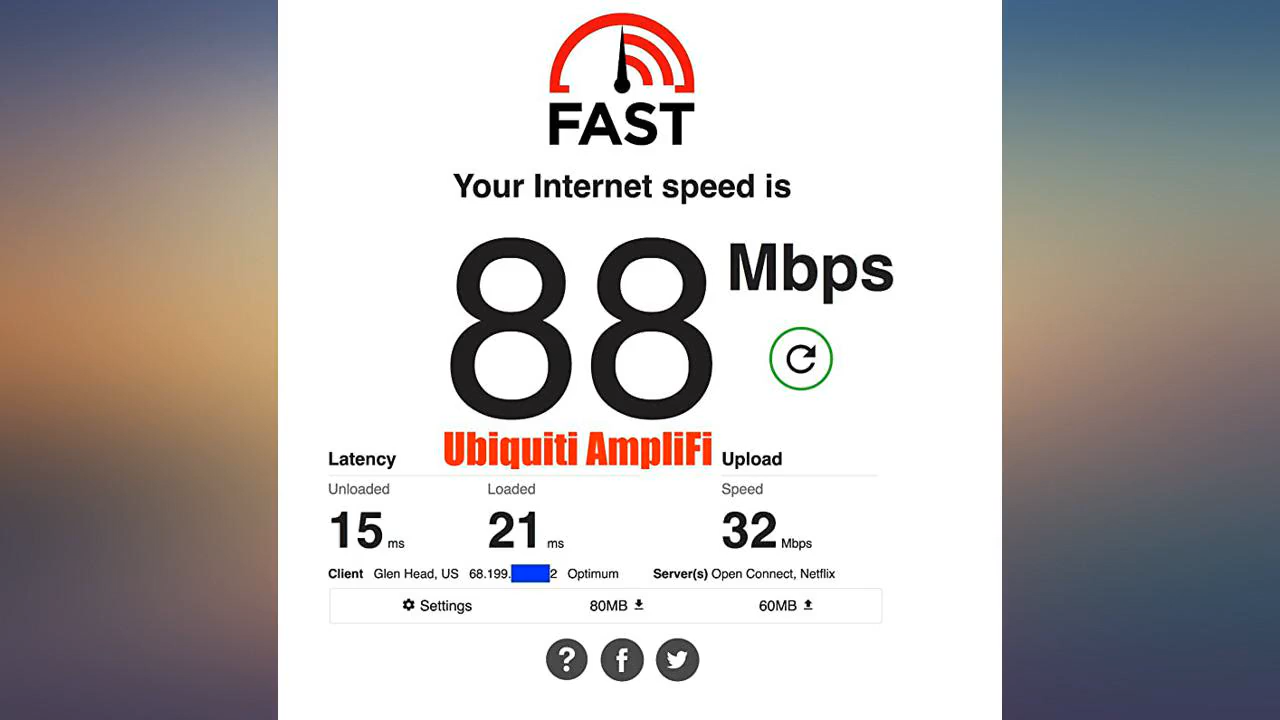 FAST
Your Internet speed is
88 Mbps
Ubiquiti AmpliFi
Latency Upload
Unloaded Loaded Speed
15 ms 21 ms 32 Mbps
Client Glen Head, US 68.199. 2 Optimum Server(s) Open Connect, Netflix
Settings 80MB 60MB
? f